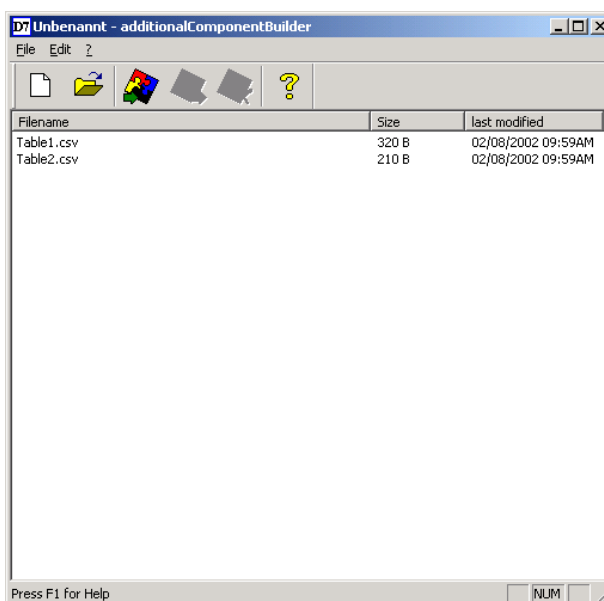 D7 Unbenannt - additionalComponentBuilder
File Edit ?
Filename Size last modified
Table1.csv 320 B 02/08/2002 09:59AM
Table2.csv 210 B 02/08/2002 09:59AM
Press F1 for Help NUM